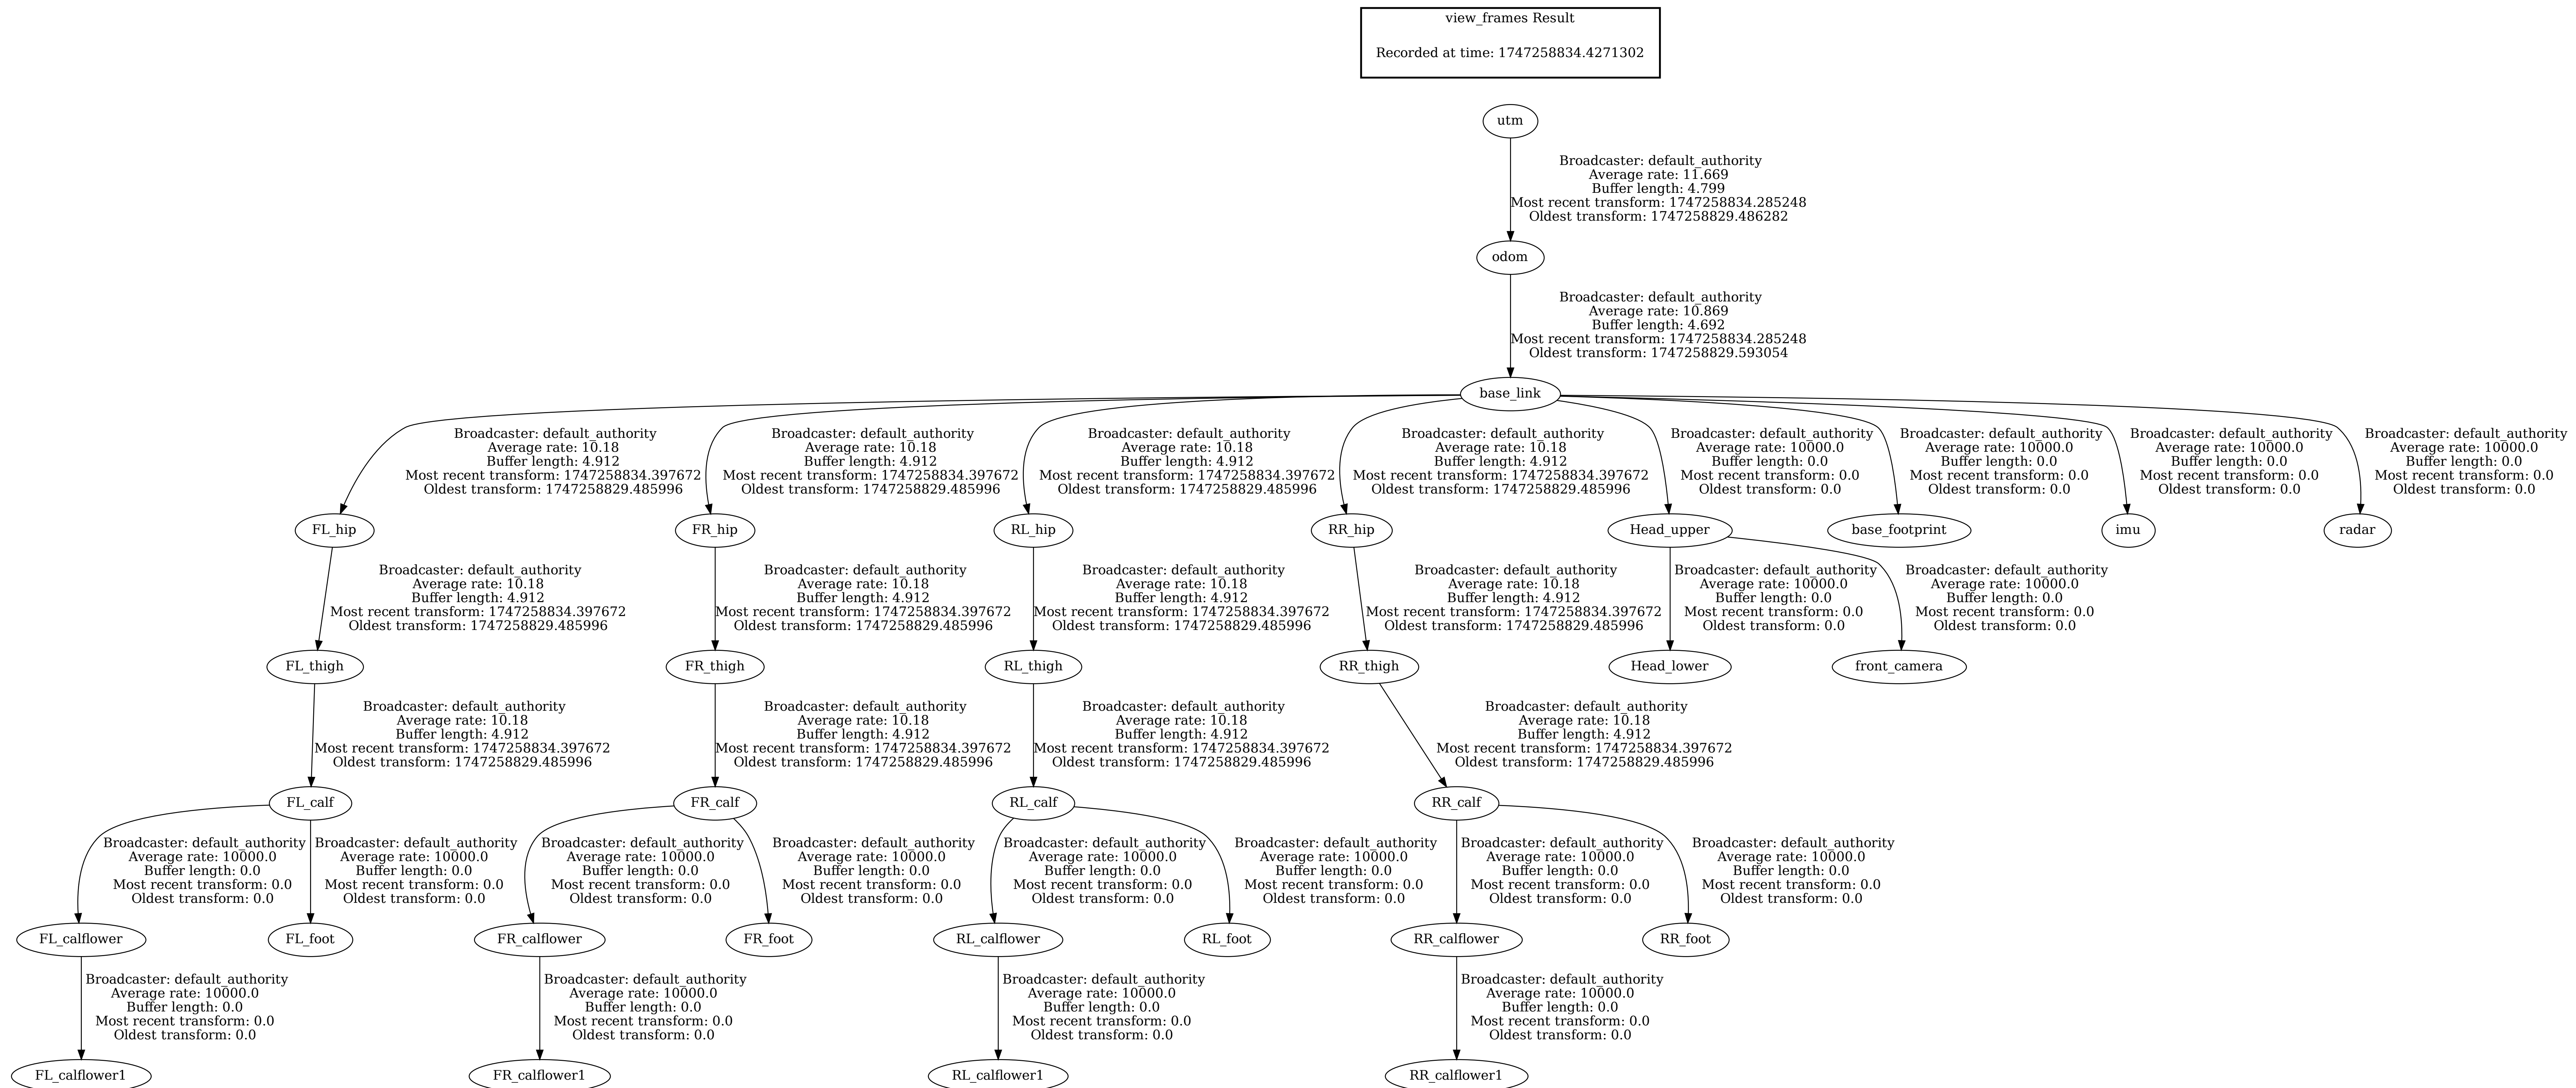 view_frames Result
Recorded at time: 1747258834.4271302
utm
Broadcaster: default_authority
Average rate: 11.669
Buffer length: 4.799
Most recent transform: 1747258834.285248
Oldest transform: 1747258829.486282
odom
Broadcaster: default_authority
Average rate: 10.869
Buffer length: 4.692
Most recent transform: 1747258834.285248
Oldest transform: 1747258829.593054
base_link
Broadcaster: default_authority
Average rate: 10.18
Buffer length: 4.912
Most recent transform: 1747258834.397672
Oldest transform: 1747258829.485996
Broadcaster: default_authority
Average rate: 10.18
Buffer length: 4.912
Most recent transform: 1747258834.397672
Oldest transform: 1747258829.485996
Broadcaster: default_authority
Average rate: 10.18
Buffer length: 4.912
Most recent transform: 1747258834.397672
Oldest transform: 1747258829.485996
Broadcaster: default_authority
Average rate: 10.18
Buffer length: 4.912
Most recent transform: 1747258834.397672
Oldest transform: 1747258829.485996
Broadcaster: default_authority
Average rate: 10000.0
Buffer length: 0.0
Most recent transform: 0.0
Oldest transform: 0.0
Broadcaster: default_authority
Average rate: 10000.0
Buffer length: 0.0
Most recent transform: 0.0
Oldest transform: 0.0
Broadcaster: default_authority
Average rate: 10000.0
Buffer length: 0.0
Most recent transform: 0.0
Oldest transform: 0.0
Broadcaster: default_authority
Average rate: 10000.0
Buffer length: 0.0
Most recent transform: 0.0
Oldest transform: 0.0
FL_hip
FR_hip
RL_hip
RR_hip
Head_upper
base_footprint
imu
radar
Broadcaster: default_authority
Average rate: 10.18
Buffer length: 4.912
Most recent transform: 1747258834.397672
Oldest transform: 1747258829.485996
Broadcaster: default_authority
Average rate: 10.18
Buffer length: 4.912
Most recent transform: 1747258834.397672
Oldest transform: 1747258829.485996
Broadcaster: default_authority
Average rate: 10.18
Buffer length: 4.912
Most recent transform: 1747258834.397672
Oldest transform: 1747258829.485996
Broadcaster: default_authority
Average rate: 10.18
Buffer length: 4.912
Most recent transform: 1747258834.397672
Oldest transform: 1747258829.485996
Broadcaster: default_authority
Average rate: 10000.0
Buffer length: 0.0
Most recent transform: 0.0
Oldest transform: 0.0
Broadcaster: default_authority
Average rate: 10000.0
Buffer length: 0.0
Most recent transform: 0.0
Oldest transform: 0.0
FL_thigh
FR_thigh
RL_thigh
RR_thigh
Head_lower
front_camera
Broadcaster: default_authority
Average rate: 10.18
Buffer length: 4.912
Most recent transform: 1747258834.397672
Oldest transform: 1747258829.485996
Broadcaster: default_authority
Average rate: 10.18
Buffer length: 4.912
Most recent transform: 1747258834.397672
Oldest transform: 1747258829.485996
Broadcaster: default_authority
Average rate: 10.18
Buffer length: 4.912
Most recent transform: 1747258834.397672
Oldest transform: 1747258829.485996
Broadcaster: default_authority
Average rate: 10.18
Buffer length: 4.912
Most recent transform: 1747258834.397672
Oldest transform: 1747258829.485996
FL_calf
FR_calf
RL_calf
RR_calf
Broadcaster: default_authority
Average rate: 10000.0
Buffer length: 0.0
Most recent transform: 0.0
Oldest transform: 0.0
Broadcaster: default_authority
Average rate: 10000.0
Buffer length: 0.0
Most recent transform: 0.0
Oldest transform: 0.0
Broadcaster: default_authority
Average rate: 10000.0
Buffer length: 0.0
Most recent transform: 0.0
Oldest transform: 0.0
Broadcaster: default_authority
Average rate: 10000.0
Buffer length: 0.0
Most recent transform: 0.0
Oldest transform: 0.0
Broadcaster: default_authority
Average rate: 10000.0
Buffer length: 0.0
Most recent transform: 0.0
Oldest transform: 0.0
Broadcaster: default_authority
Average rate: 10000.0
Buffer length: 0.0
Most recent transform: 0.0
Oldest transform: 0.0
Broadcaster: default_authority
Average rate: 10000.0
Buffer length: 0.0
Most recent transform: 0.0
Oldest transform: 0.0
Broadcaster: default_authority
Average rate: 10000.0
Buffer length: 0.0
Most recent transform: 0.0
Oldest transform: 0.0
FL_calflower
FL_foot
FR_calflower
FR_foot
RL_calflower
RL_foot
RR_calflower
RR_foot
Broadcaster: default_authority
Average rate: 10000.0
Buffer length: 0.0
Most recent transform: 0.0
Oldest transform: 0.0
Broadcaster: default_authority
Average rate: 10000.0
Buffer length: 0.0
Most recent transform: 0.0
Oldest transform: 0.0
Broadcaster: default_authority
Average rate: 10000.0
Buffer length: 0.0
Most recent transform: 0.0
Oldest transform: 0.0
Broadcaster: default_authority
Average rate: 10000.0
Buffer length: 0.0
Most recent transform: 0.0
Oldest transform: 0.0
FL_calflower1
FR_calflower1
RL_calflower1
RR_calflower1